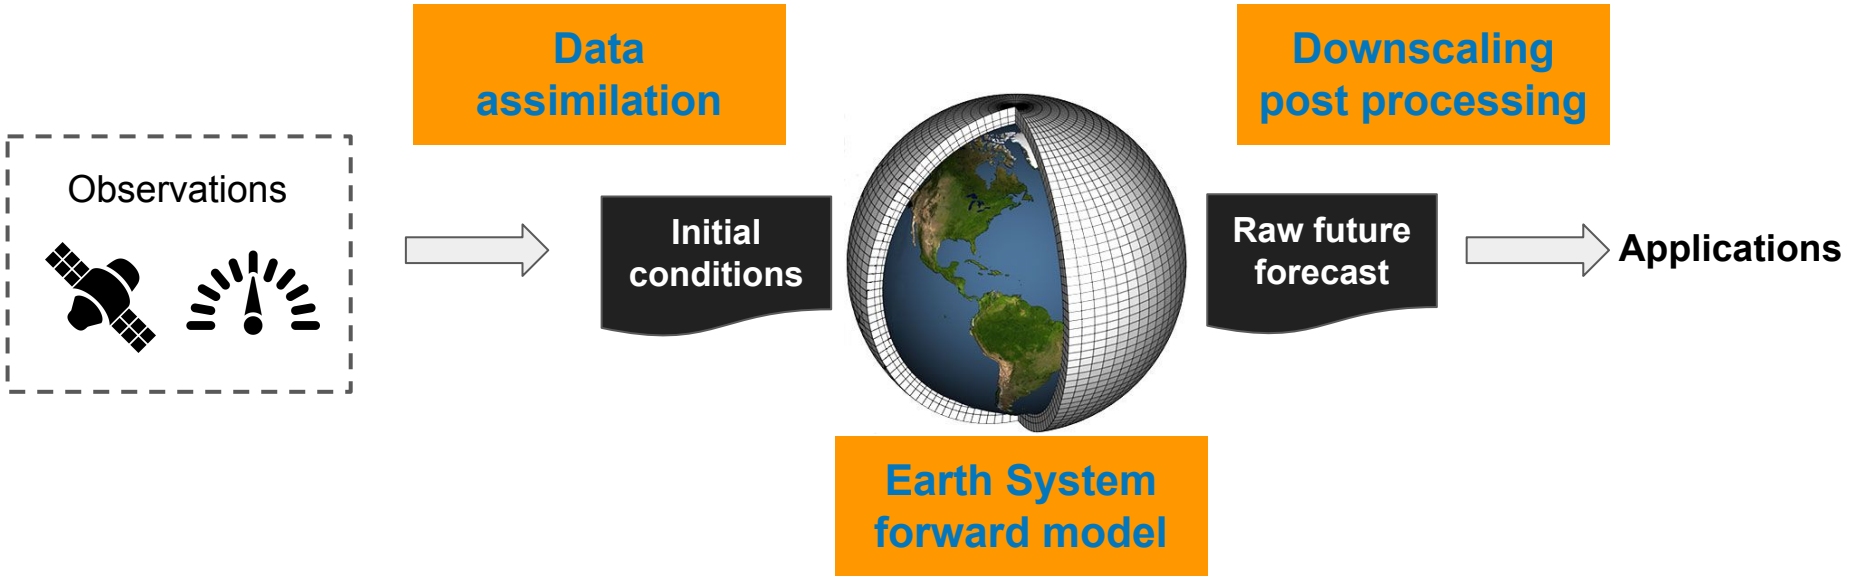 Data
assimilation
Downscaling
post processing
Observations
Initial
conditions
Raw future
forecast
Applications
Earth System
forward model